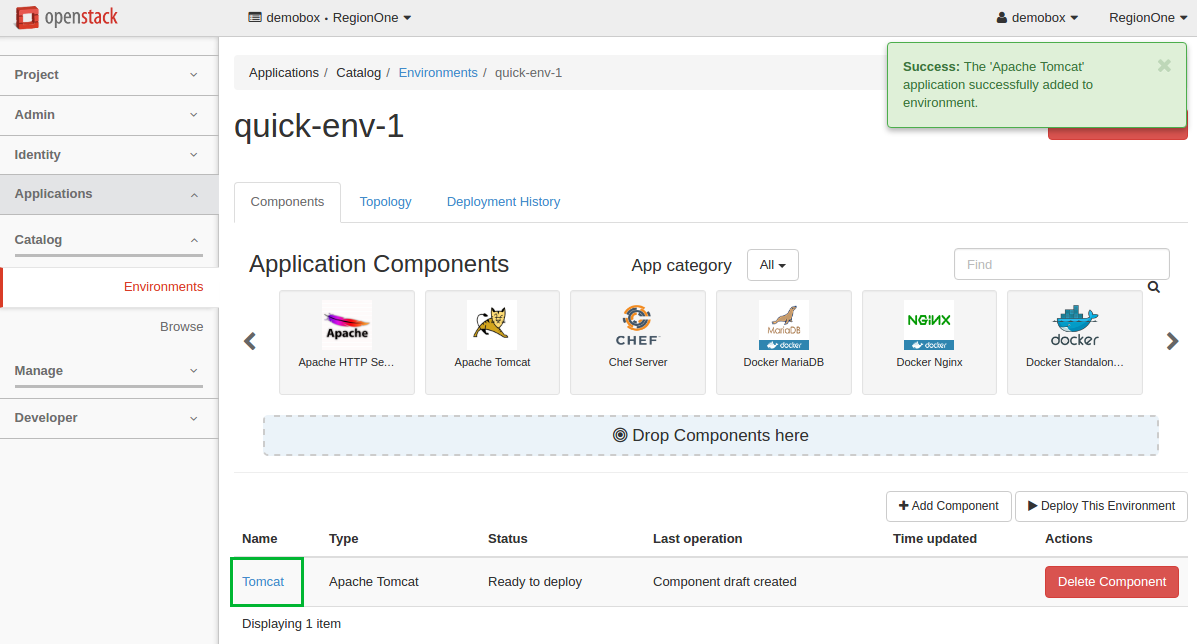 openstack
demobox • RegionOne
demobox
RegionOne
Project
Admin
Identity
Applications
Catalog
Environments
Browse
Manage
Developer
Applications / Catalog / Environments / quick-env-1
Success: The 'Apache Tomcat'
application successfully added to
environment.
quick-env-1
Components
Topology
Deployment History
Application Components
App category
All
Find
Apache
Apache HTTP Se...
Apache Tomcat
CHEF
Chef Server
MariaDB
docker
Docker MariaDB
NGINX
docker
Docker Nginx
docker
Docker Standalon...
Drop Components here
Add Component
Deploy This Environment
Name Type Status Last operation Time updated Actions
Tomcat Apache Tomcat Ready to deploy Component draft created Delete Component
Displaying 1 item